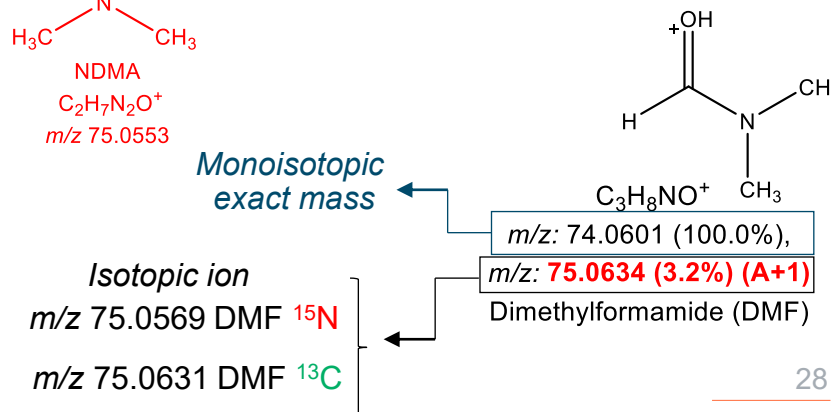 N
H₃C CH₃
NDMA
C₂H₇N₂O⁺
m/z 75.0553
+OH
H
N
CH
CH₃
Monoisotopic
exact mass
C₃H₈NO⁺
m/z: 74.0601 (100.0%),
m/z: 75.0634 (3.2%) (A+1)
Dimethylformamide (DMF)
Isotopic ion
m/z 75.0569 DMF ¹⁵N
m/z 75.0631 DMF ¹³C
28